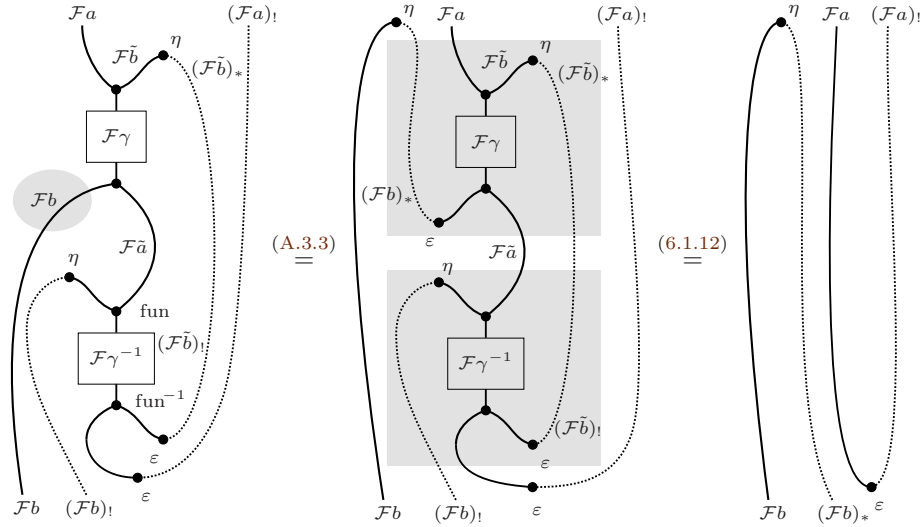 ℱa (ℱa)! η ℱa (ℱa)! η ℱa (ℱa)!
η η
ℱb̃ (ℱb̃)* ℱb̃ (ℱb̃)*
ℱγ ℱγ
ℱb (ℱb)*
ε
ℱã (A.3.3) ℱã (6.1.12)
= =
η η
fun
(ℱb̃)!
ℱγ⁻¹ ℱγ⁻¹
fun⁻¹
(ℱb̃)!
ε ε
ε ε ε
ℱb (ℱb)! ℱb (ℱb)! ℱb (ℱb)*